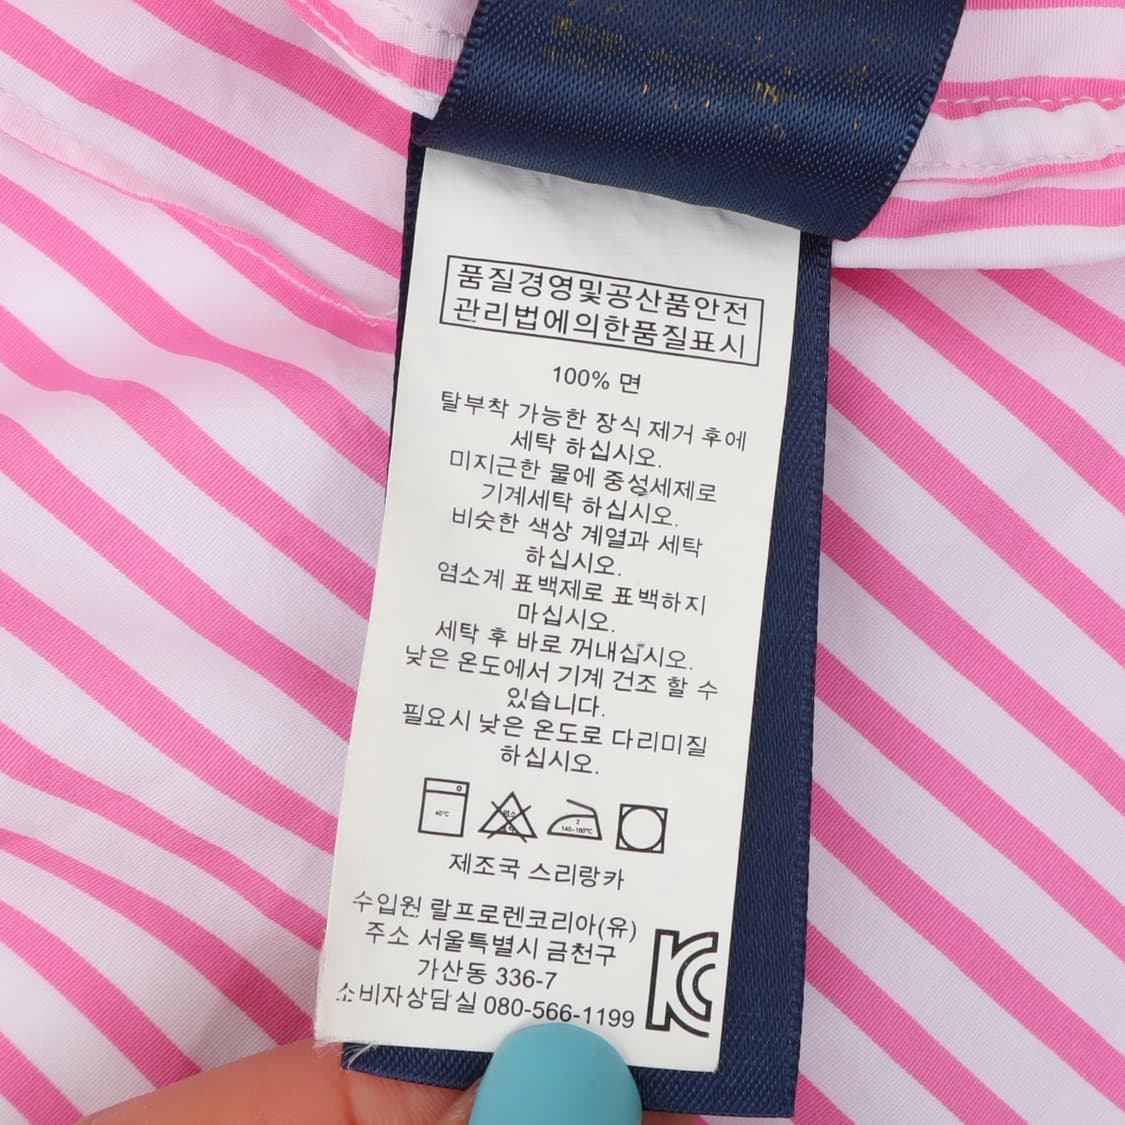 품질경영및공산품안전
관리법에의한품질표시
100% 면
탈부착 가능한 장식 제거 후에
세탁 하십시오.
미지근한 물에 중성세제로
기계세탁 하십시오.
비슷한 색상 계열과 세탁
하십시오.
염소계 표백제로 표백하지
마십시오.
세탁 후 바로 꺼내십시오.
낮은 온도에서 기계 건조 할 수
있습니다.
필요시 낮은 온도로 다리미질
하십시오.
40℃
2
140-160℃
제조국 스리랑카
수입원 랄프로렌코리아(유)
주소 서울특별시 금천구
가산동 336-7
소비자상담실 080-566-1199